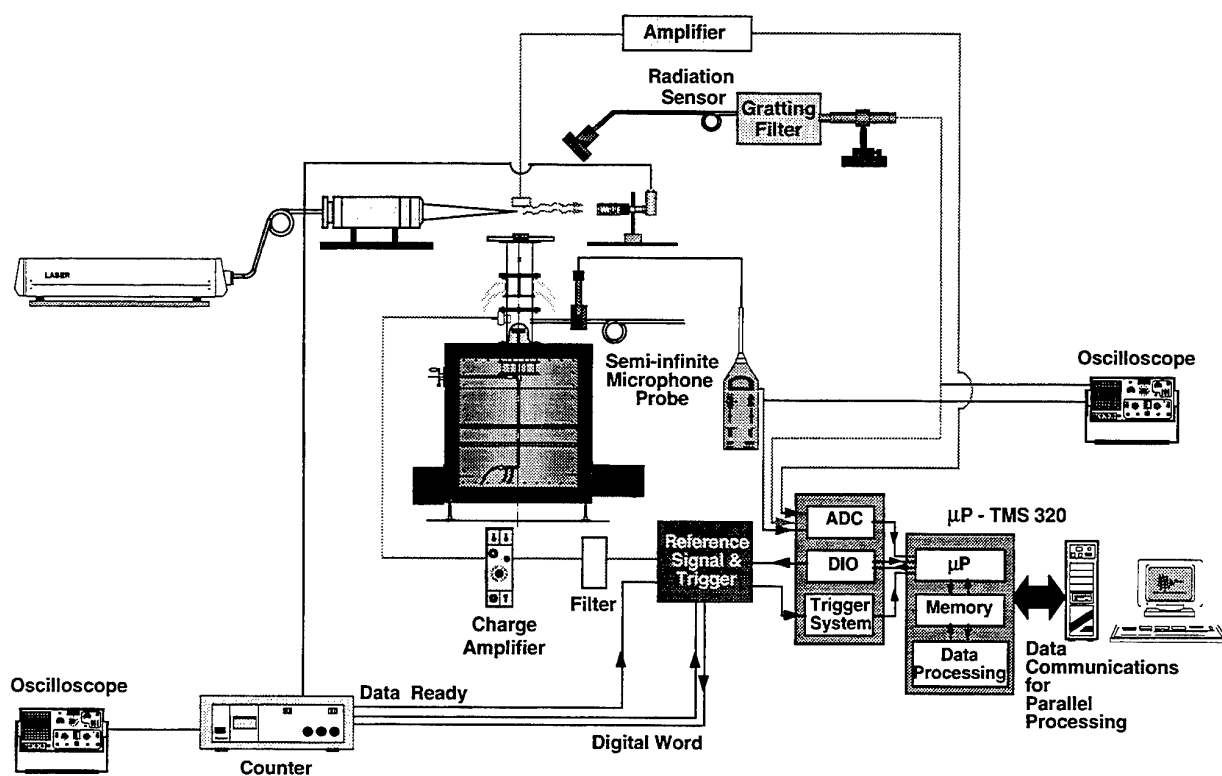 Amplifier
Radiation
Sensor
Gratting
Filter
LASER
Semi-infinite
Microphone
Probe
Oscilloscope
ADC
DIO
Trigger
System
μP - TMS 320
μP
Memory
Data
Processing
Reference
Signal &
Trigger
Filter
Charge
Amplifier
Data
Communications
for
Parallel
Processing
Oscilloscope
Data Ready
Digital Word
Counter